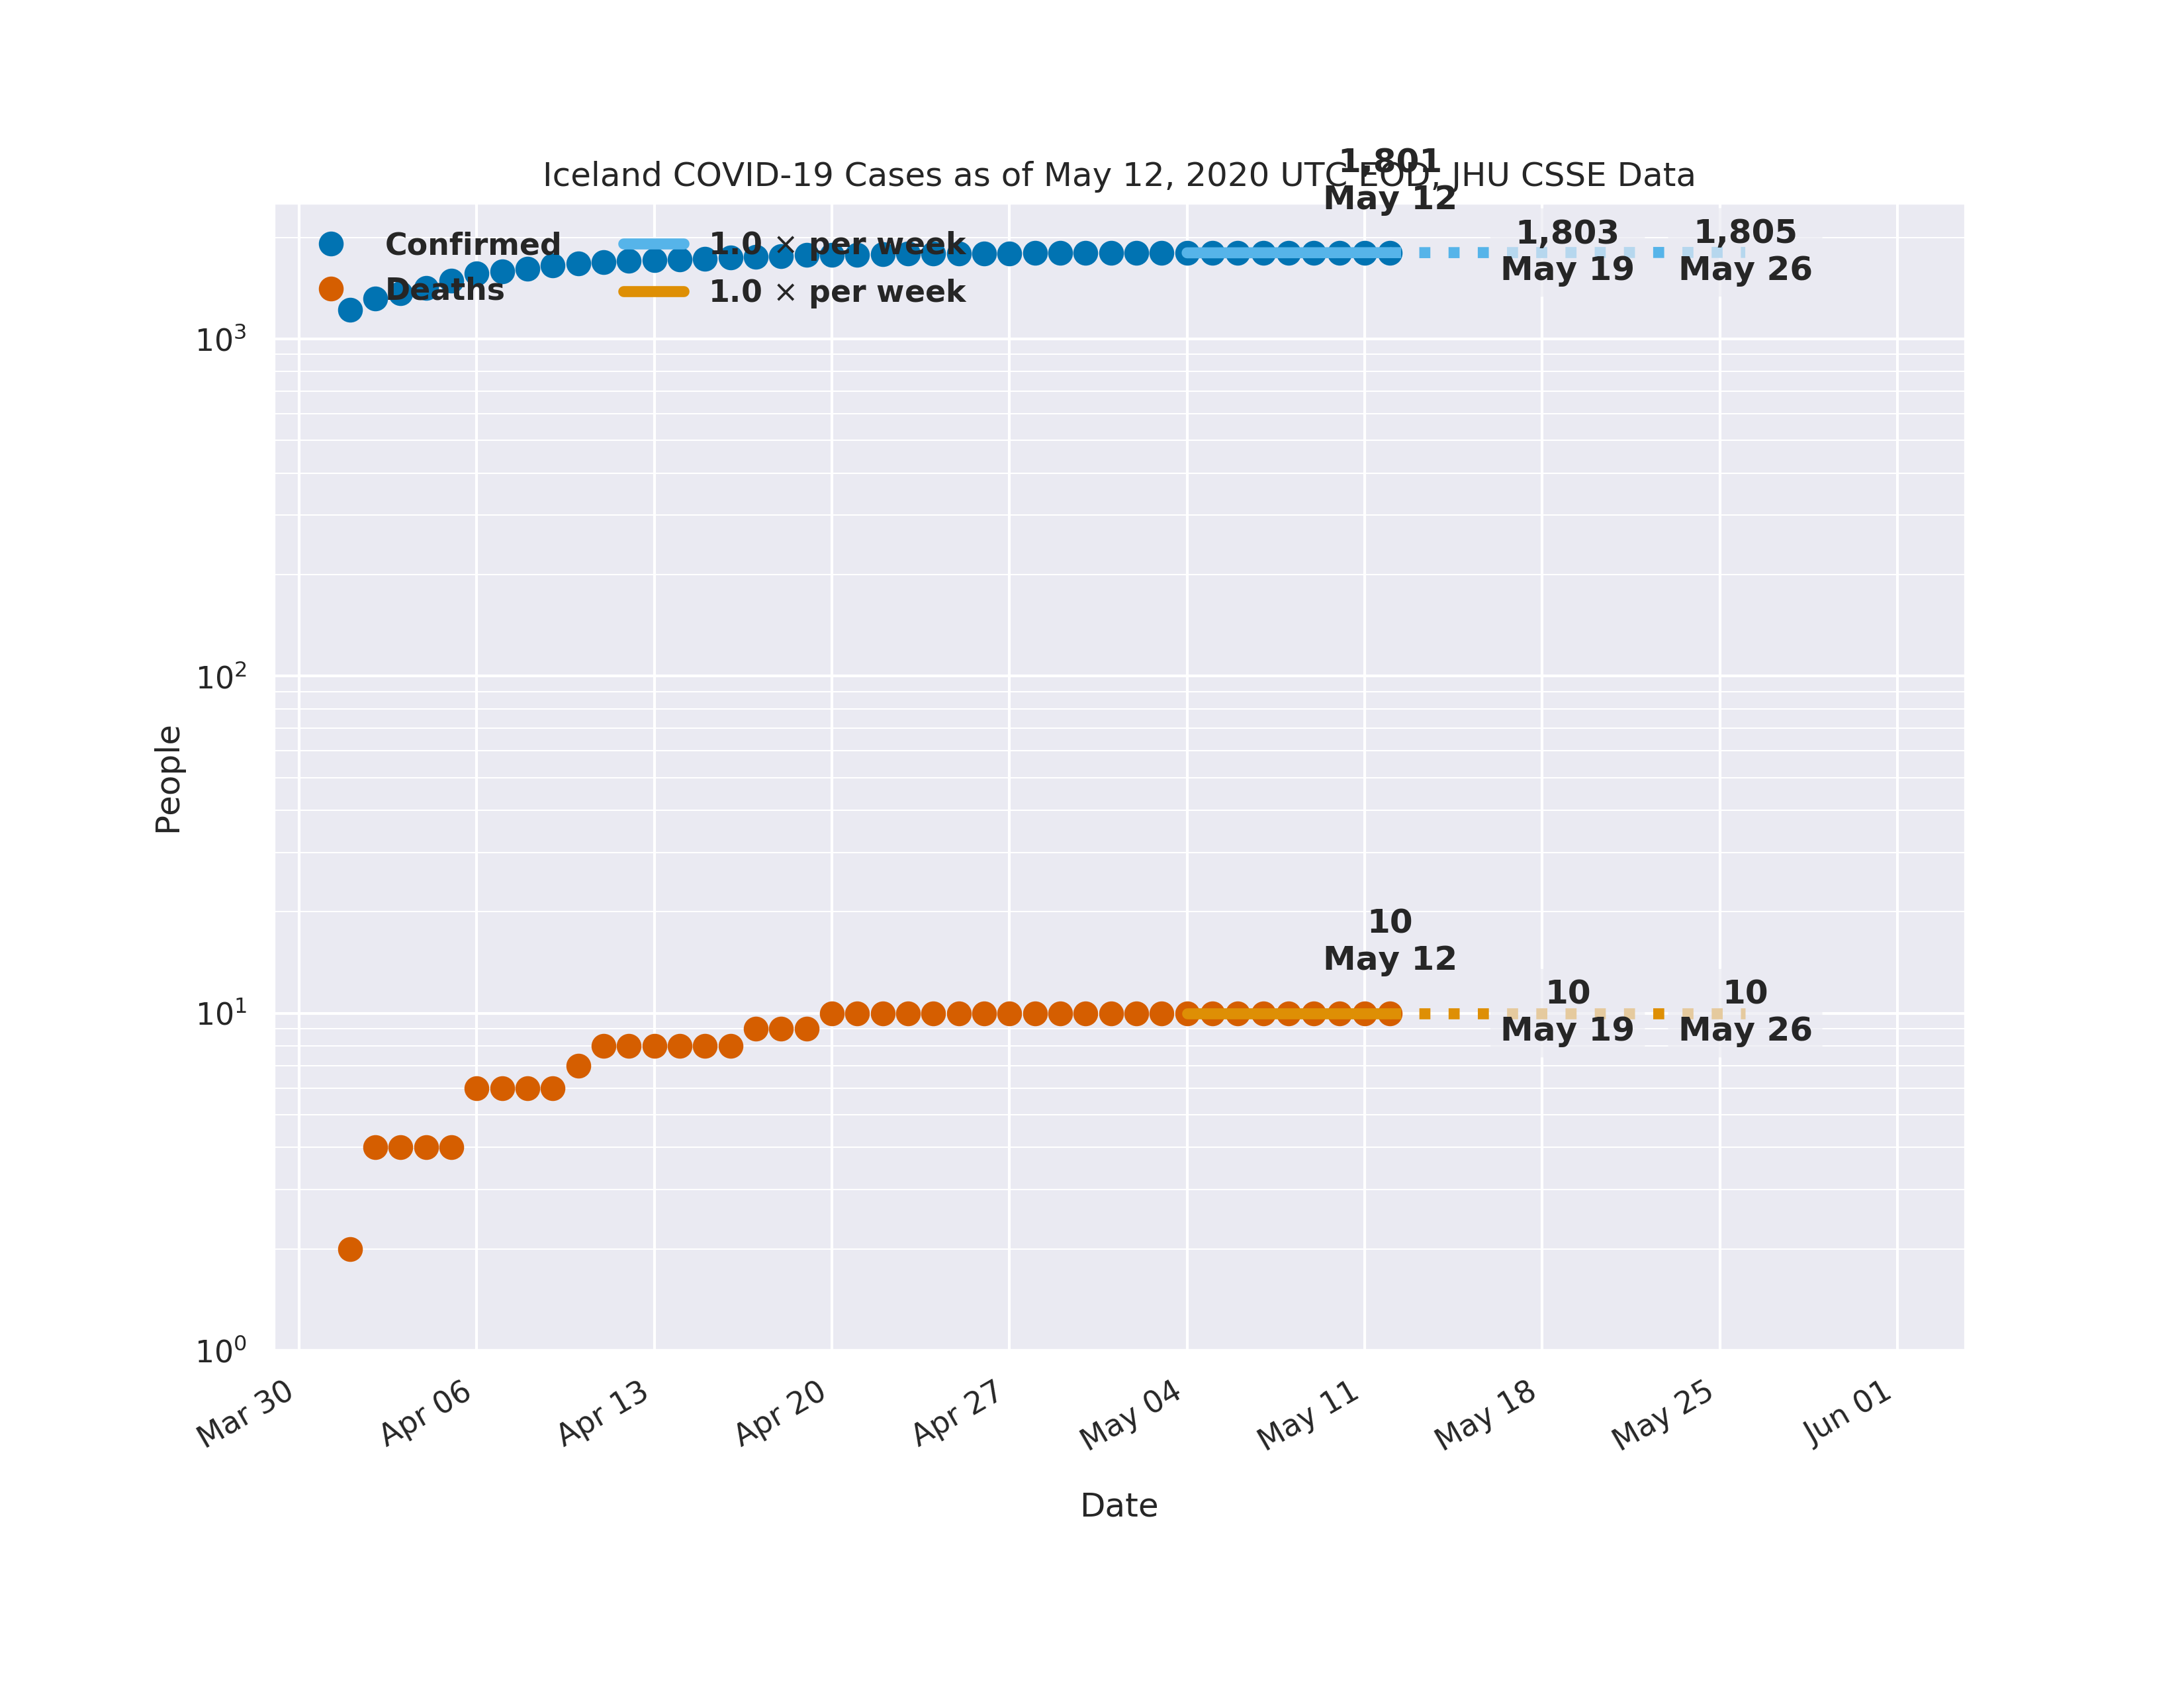 1,801
May 12
Iceland COVID-19 Cases as of May 12, 2020 UTC EOD, JHU CSSE Data
Confirmed
Deaths
1.0 × per week
1.0 × per week
1,803
May 19
1,805
May 26
10³
10²
10¹
10⁰
People
10
May 12
10
May 19
10
May 26
Mar 30
Apr 06
Apr 13
Apr 20
Apr 27
May 04
May 11
May 18
May 25
Jun 01
Date